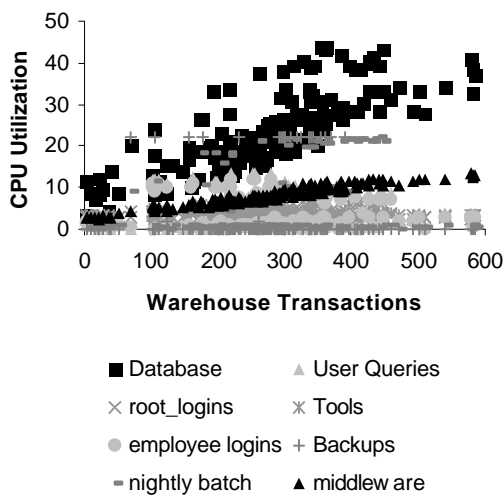 50
40
30
20
10
0
CPU Utilization
0 100 200 300 400 500 600
Warehouse Transactions
Database User Queries
root_logins Tools
employee logins Backups
nightly batch middlew are